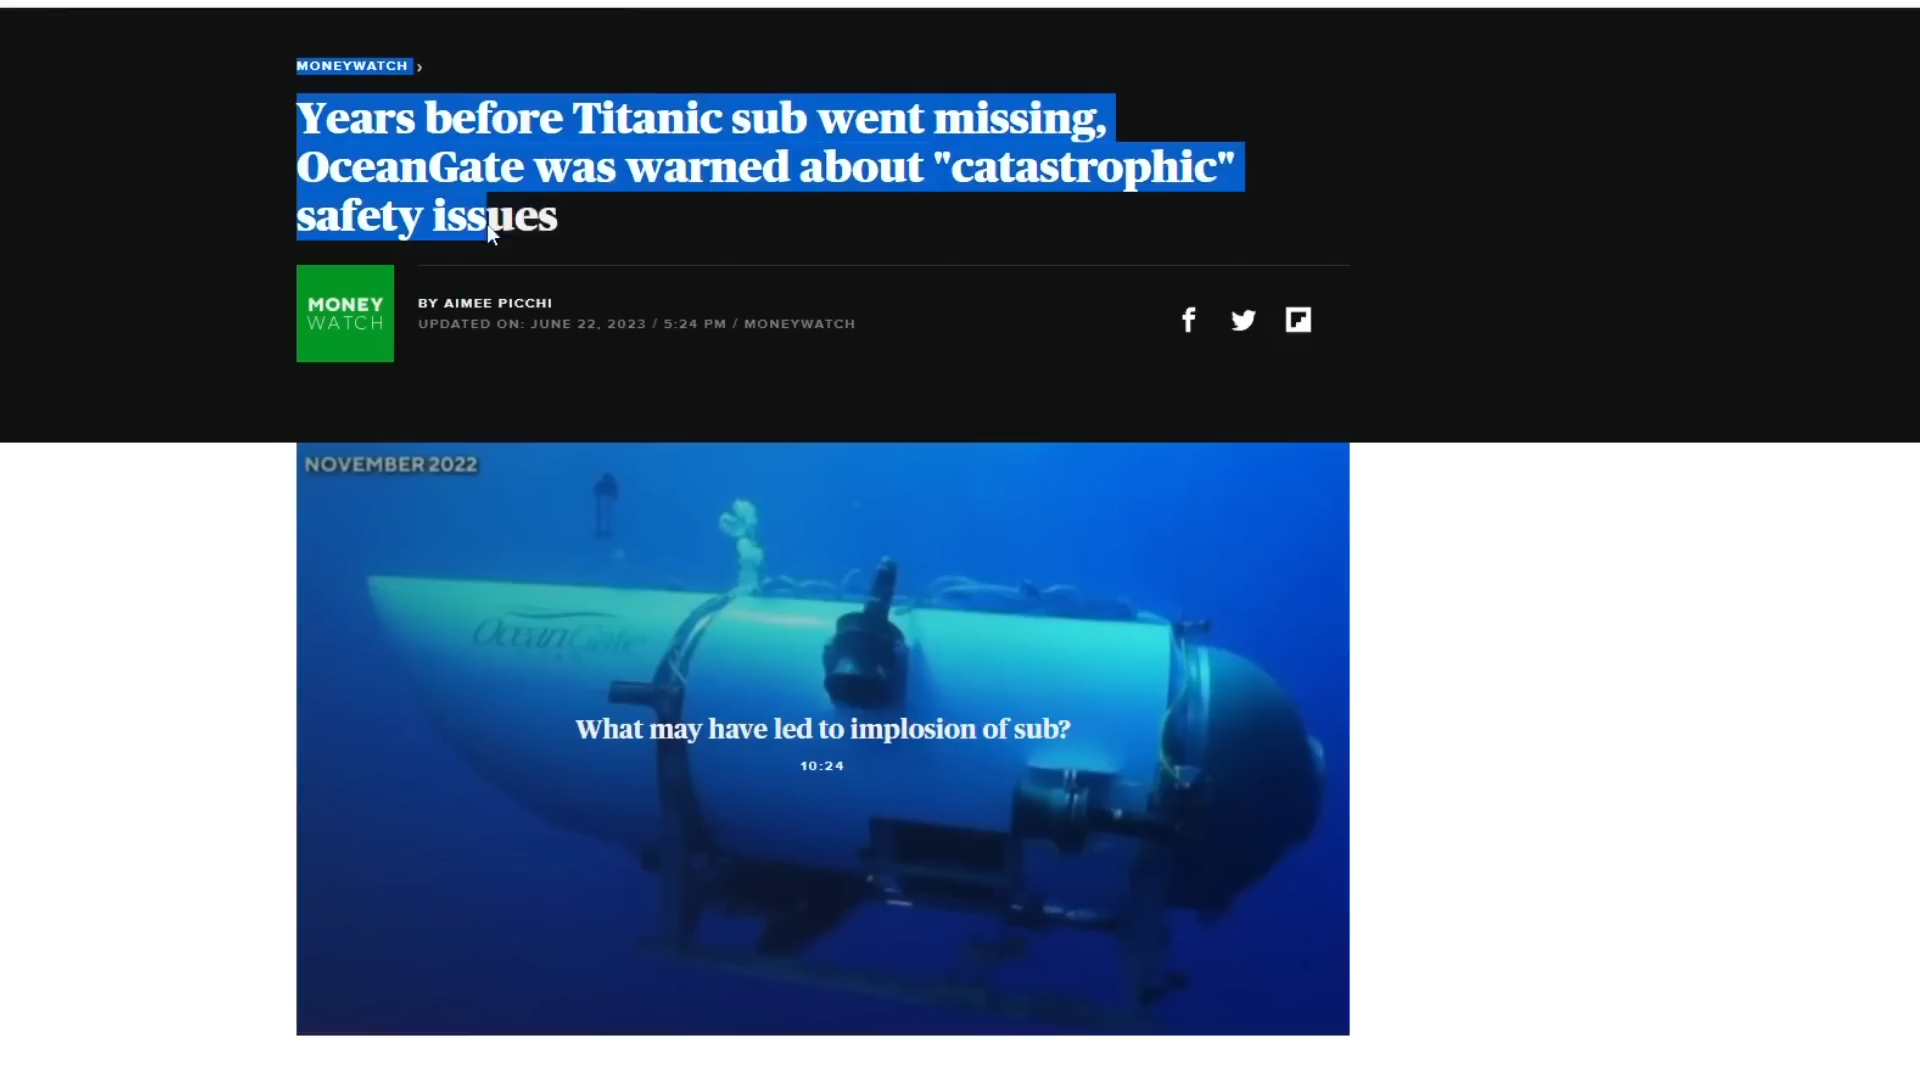 MONEYWATCH ›
Years before Titanic sub went missing,
OceanGate was warned about "catastrophic"
safety issues
MONEY
WATCH
BY AIMEE PICCHI
UPDATED ON: JUNE 22, 2023 / 5:24 PM / MONEYWATCH
NOVEMBER 2022
OceanGate
What may have led to implosion of sub?
10:24